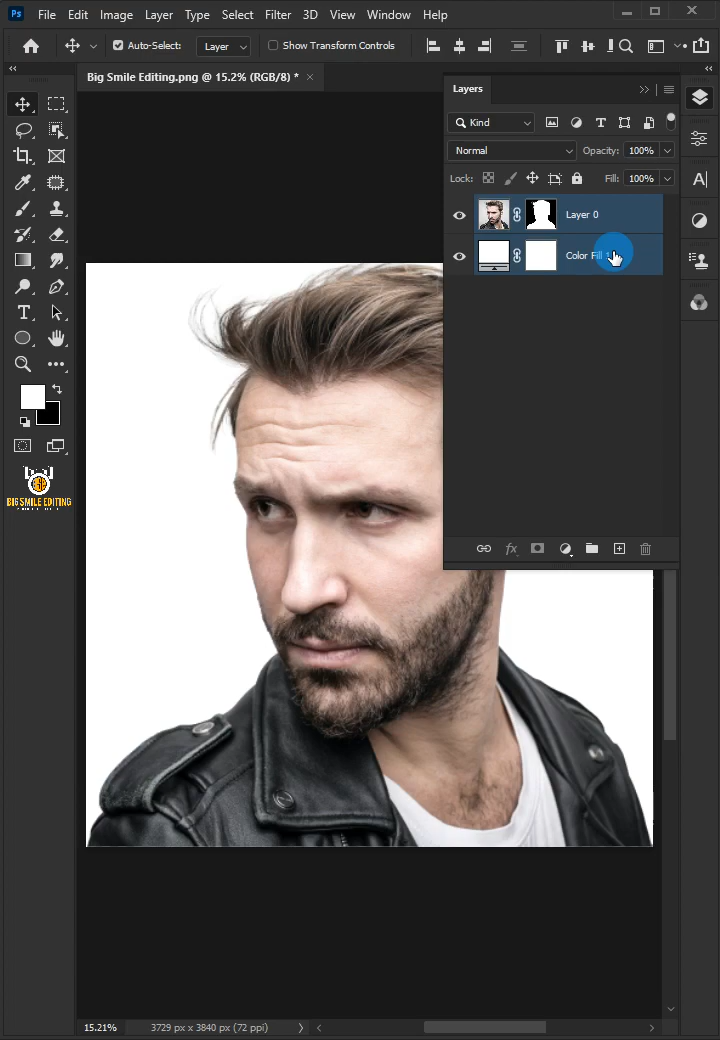 Ps File Edit Image Layer Type Select Filter 3D View Window Help
Auto-Select: Layer Show Transform Controls
Big Smile Editing.png @ 15.2% (RGB/8) * ×
Layers
Kind
Normal Opacity: 100%
Lock: Fill: 100%
Layer 0
Color Fill
BIG SMILE EDITING
15.21% 3729 px x 3840 px (72 ppi)